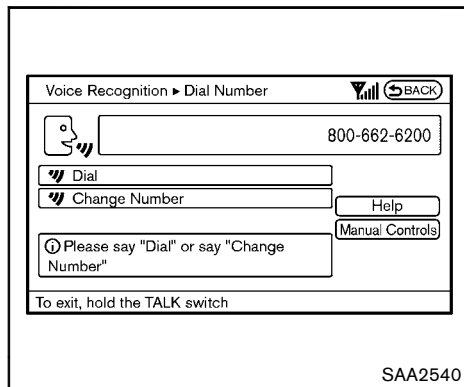 Voice Recognition ▸ Dial Number
BACK
800-662-6200
Dial
Change Number
Help
Manual Controls
Please say "Dial" or say "Change
Number"
To exit, hold the TALK switch
SAA2540